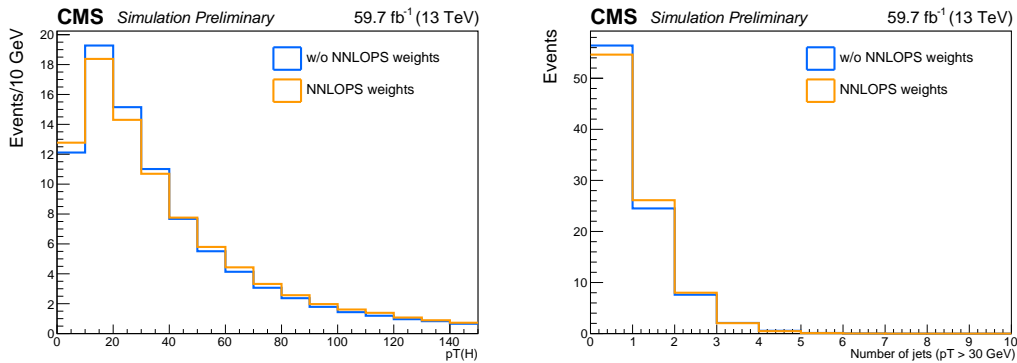 CMS Simulation Preliminary 59.7 fb⁻¹ (13 TeV)
Events/10 GeV
20
18
16
14
12
10
8
6
4
2
0
w/o NNLOPS weights
NNLOPS weights
0 20 40 60 80 100 120 140
pT(H)
CMS Simulation Preliminary 59.7 fb⁻¹ (13 TeV)
Events
50
40
30
20
10
0
w/o NNLOPS weights
NNLOPS weights
0 1 2 3 4 5 6 7 8 9 10
Number of jets (pT > 30 GeV)